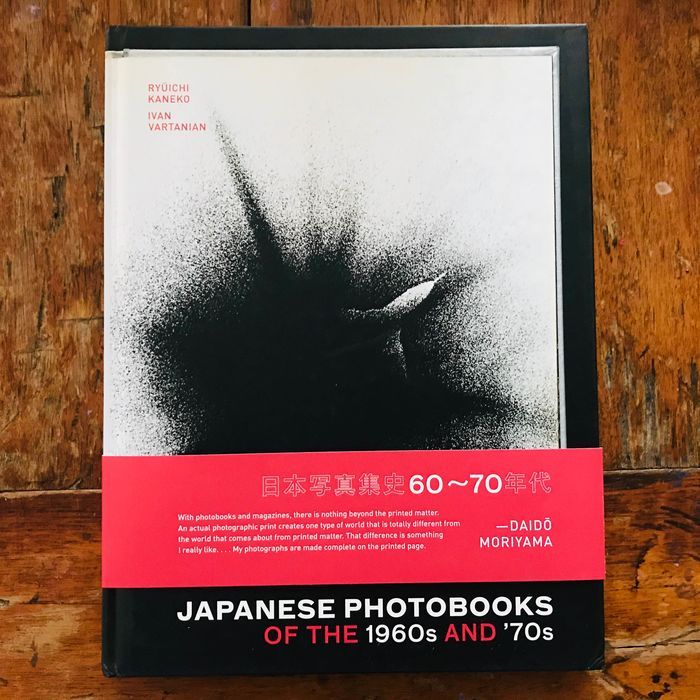 RYŪICHI
KANEKO
IVAN
VARTANIAN
日本写真集史60～70年代
With photobooks and magazines, there is nothing beyond the printed matter.
An actual photographic print creates one type of world that is totally different from
the world that comes about from printed matter. That difference is something
I really like. . . . My photographs are made complete on the printed page.
—DAIDŌ
MORIYAMA
JAPANESE PHOTOBOOKS
OF THE 1960s AND ’70s